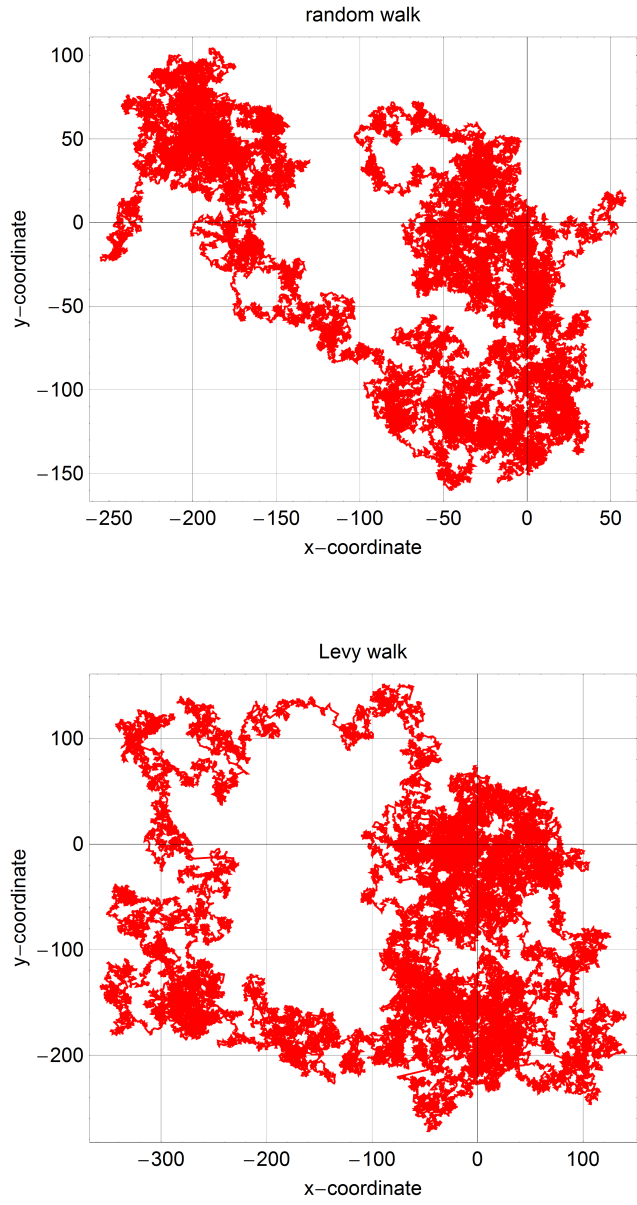 random walk
100
50
0
−50
−100
−150
y−coordinate
−250 −200 −150 −100 −50 0 50
x−coordinate
Levy walk
100
0
−100
−200
y−coordinate
−300 −200 −100 0 100
x−coordinate